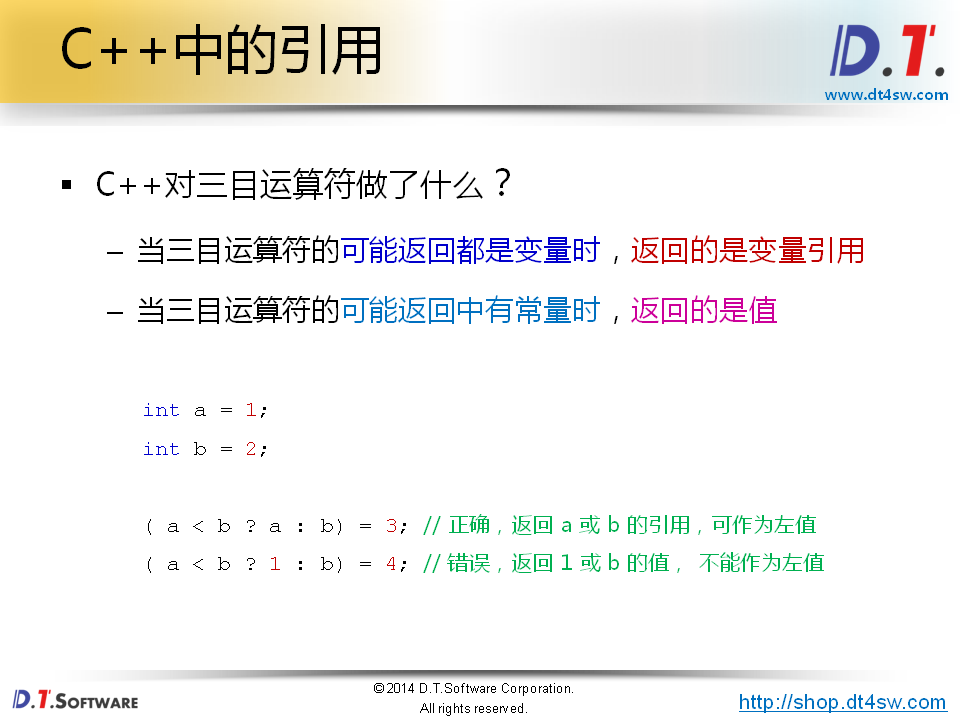 C++中的引用
D.T.
www.dt4sw.com
▪ C++对三目运算符做了什么？
– 当三目运算符的可能返回都是变量时，返回的是变量引用
– 当三目运算符的可能返回中有常量时，返回的是值
int a = 1;
int b = 2;
( a < b ? a : b) = 3; // 正确，返回 a 或 b 的引用，可作为左值
( a < b ? 1 : b) = 4; // 错误，返回 1 或 b 的值， 不能作为左值
D.T.SOFTWARE
©2014 D.T.Software Corporation.
All rights reserved.
http://shop.dt4sw.com